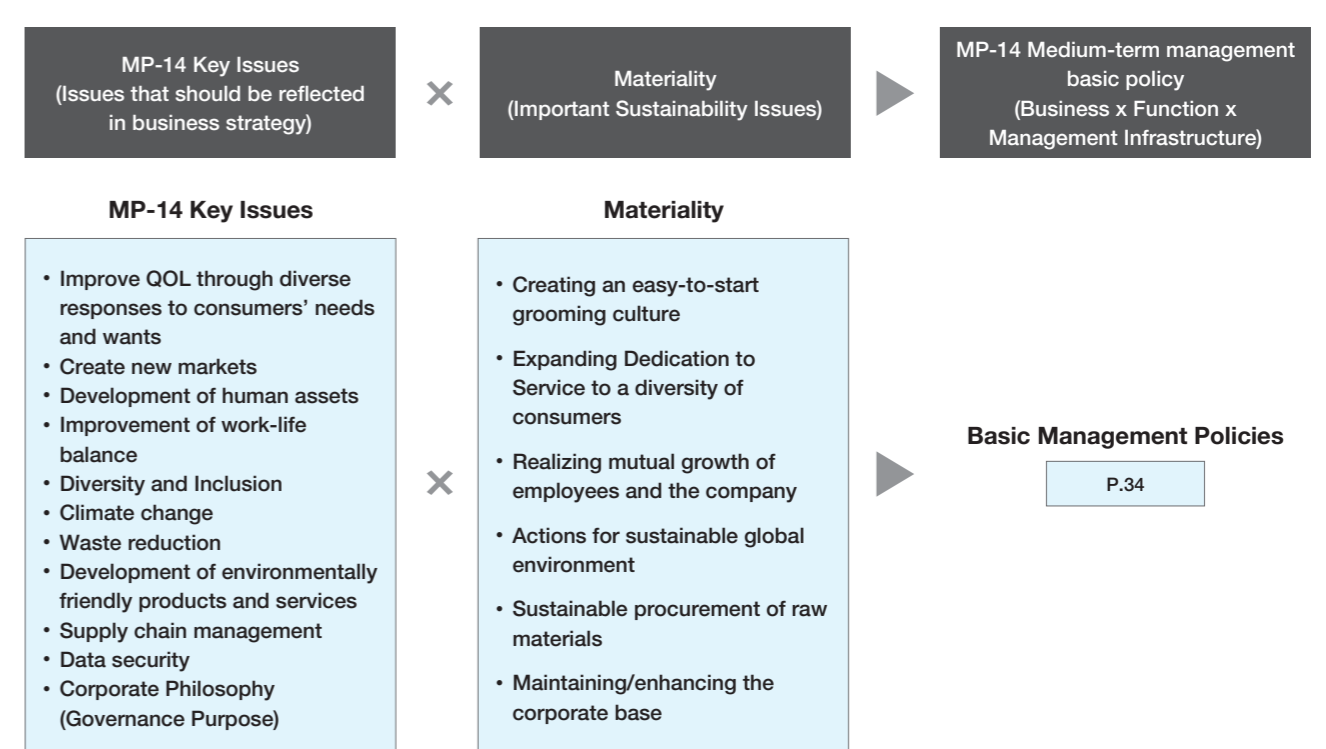 MP-14 Key Issues
(Issues that should be reflected
in business strategy)
×
Materiality
(Important Sustainability Issues)
MP-14 Medium-term management
basic policy
(Business x Function x
Management Infrastructure)
MP-14 Key Issues
• Improve QOL through diverse
responses to consumers’ needs
and wants
• Create new markets
• Development of human assets
• Improvement of work-life
balance
• Diversity and Inclusion
• Climate change
• Waste reduction
• Development of environmentally
friendly products and services
• Supply chain management
• Data security
• Corporate Philosophy
(Governance Purpose)
×
Materiality
• Creating an easy-to-start
grooming culture
• Expanding Dedication to
Service to a diversity of
consumers
• Realizing mutual growth of
employees and the company
• Actions for sustainable global
environment
• Sustainable procurement of raw
materials
• Maintaining/enhancing the
corporate base
Basic Management Policies
P.34